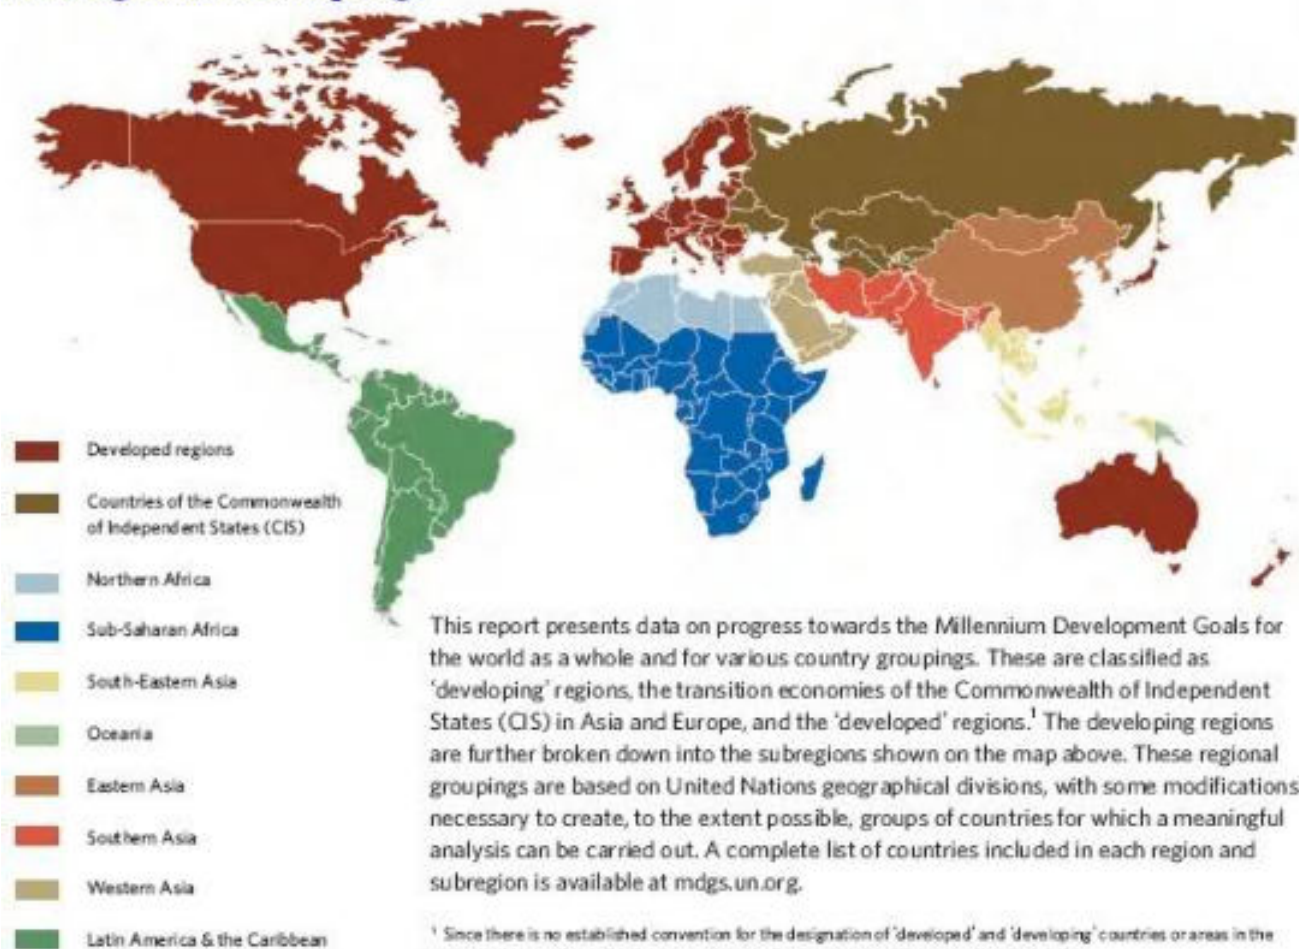 Developed regions
Countries of the Commonwealth
of Independent States (CIS)
Northern Africa
Sub-Saharan Africa
South-Eastern Asia
Oceania
Eastern Asia
Southern Asia
Western Asia
Latin America & the Caribbean
This report presents data on progress towards the Millennium Development Goals for
the world as a whole and for various country groupings. These are classified as
‘developing’ regions, the transition economies of the Commonwealth of Independent
States (CIS) in Asia and Europe, and the ‘developed’ regions.¹ The developing regions
are further broken down into the subregions shown on the map above. These regional
groupings are based on United Nations geographical divisions, with some modifications
necessary to create, to the extent possible, groups of countries for which a meaningful
analysis can be carried out. A complete list of countries included in each region and
subregion is available at mdgs.un.org.
¹ Since there is no established convention for the designation of ‘developed’ and ‘developing’ countries or areas in the